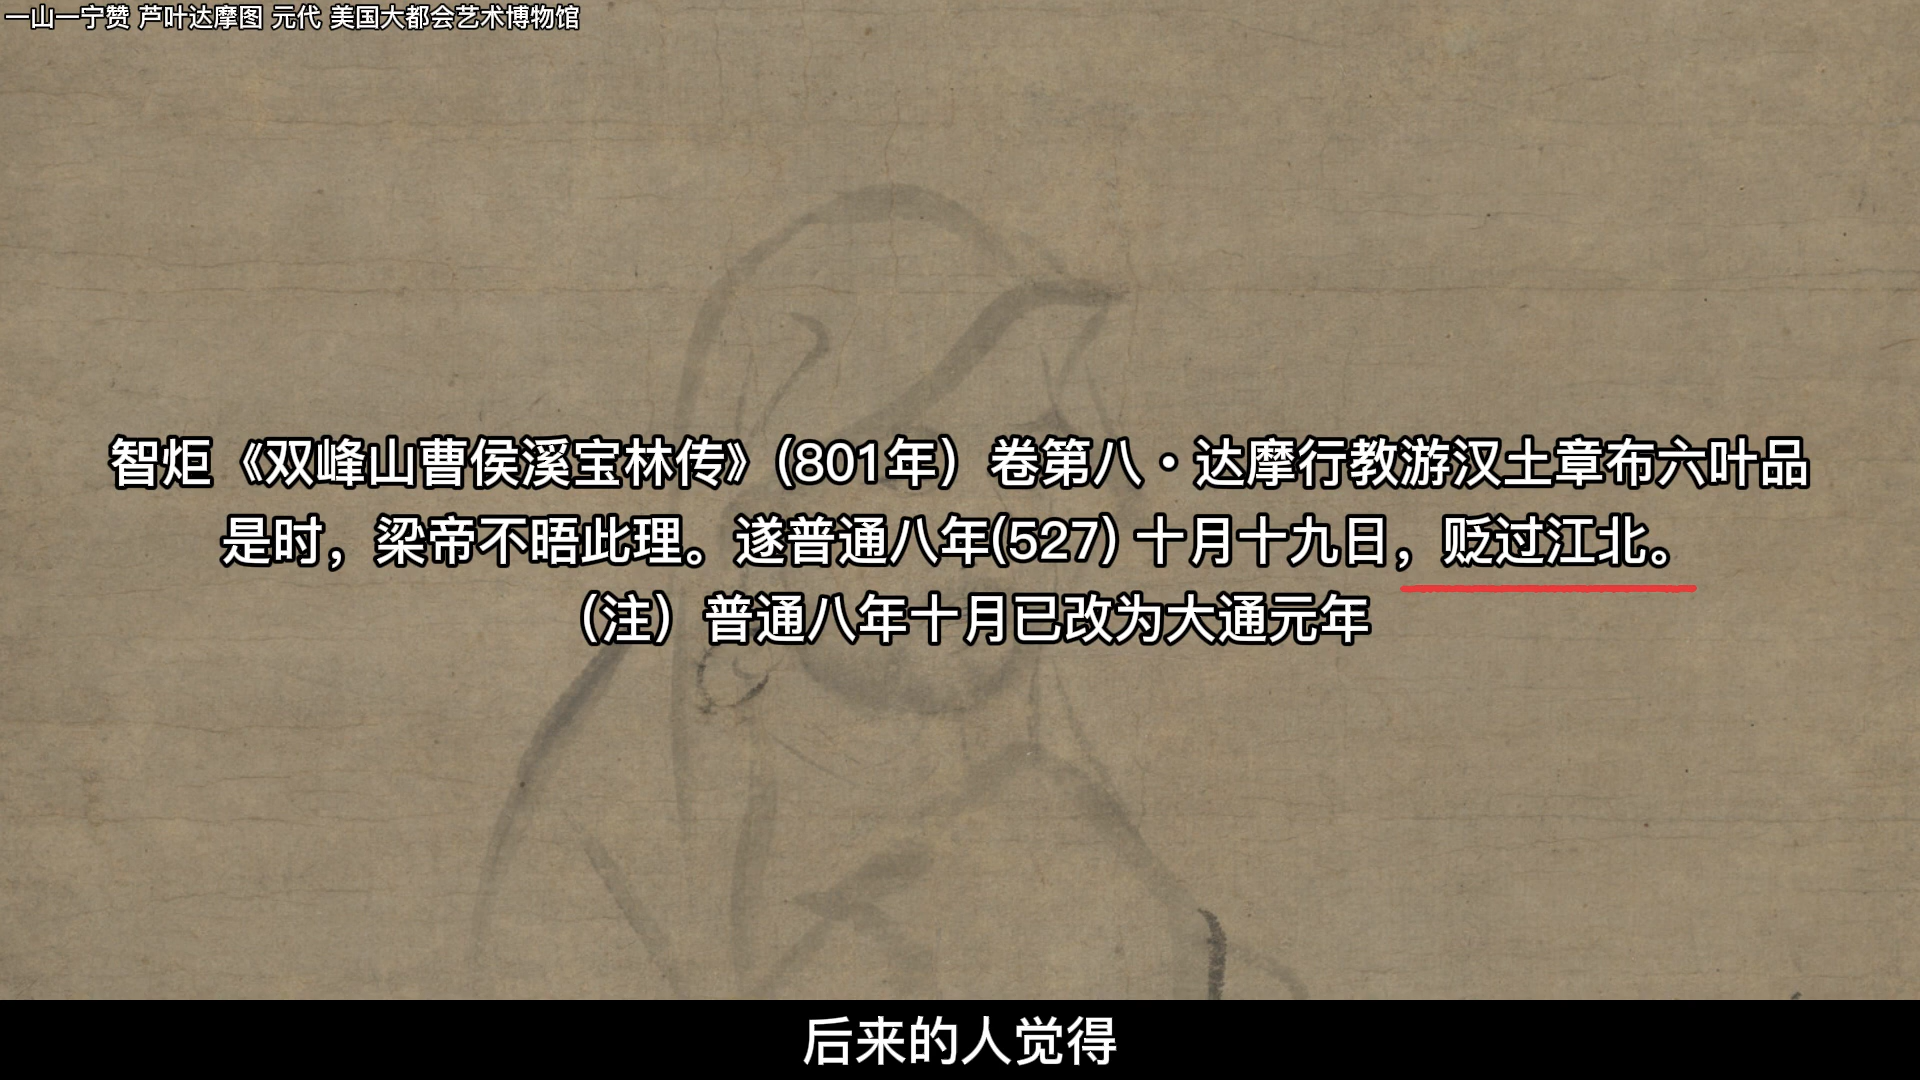 一山一宁赞 芦叶达摩图 元代 美国大都会艺术博物馆
智炬《双峰山曹侯溪宝林传》（801年）卷第八·达摩行教游汉土章布六叶品
是时，梁帝不晤此理。遂普通八年(527) 十月十九日，贬过江北。
（注）普通八年十月已改为大通元年
后来的人觉得